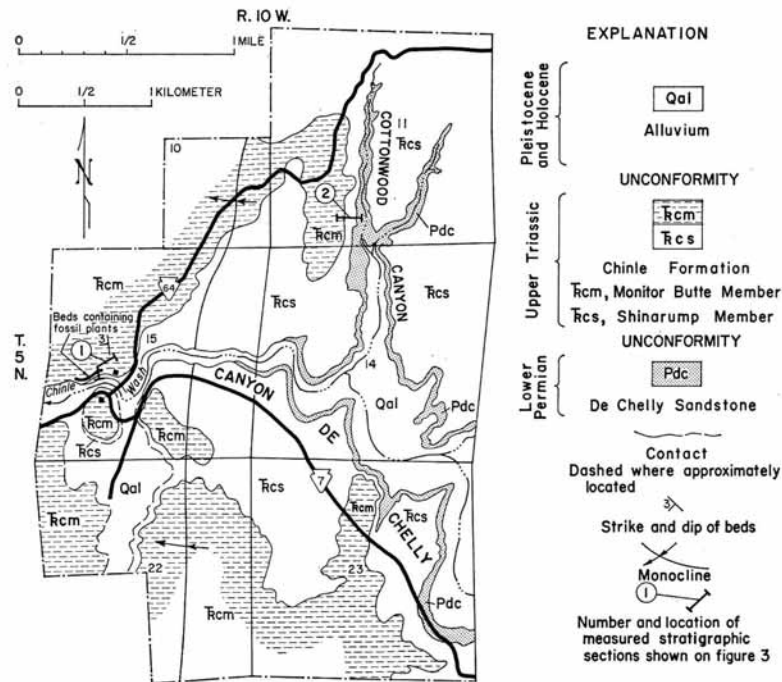 R. 10 W.
0 1/2 1 MILE
0 1/2 1 KILOMETER
N
T.
5
N.
COTTONWOOD
CANYON
10
11
Ꞧcs
2
Ꞧcm
Pdc
Ꞧcm
64
Ꞧcs
Ꞧcs
Beds containing
fossil plants
3
1
15
14
Chinle
Wash
CANYON
DE
CHELLY
Qal
Pdc
Ꞧcm
Ꞧcm
Ꞧcs
Qal
Ꞧcs
7
Ꞧcm
Ꞧcs
Ꞧcm
22
23
Ꞧcm
Pdc
EXPLANATION
Pleistocene
and Holocene
Qal
Alluvium
UNCONFORMITY
Upper Triassic
Ꞧcm
Ꞧcs
Chinle Formation
Ꞧcm, Monitor Butte Member
Ꞧcs, Shinarump Member
UNCONFORMITY
Lower
Permian
Pdc
De Chelly Sandstone
Contact
Dashed where approximately
located
3
Strike and dip of beds
Monocline
1
Number and location of
measured stratigraphic
sections shown on figure 3